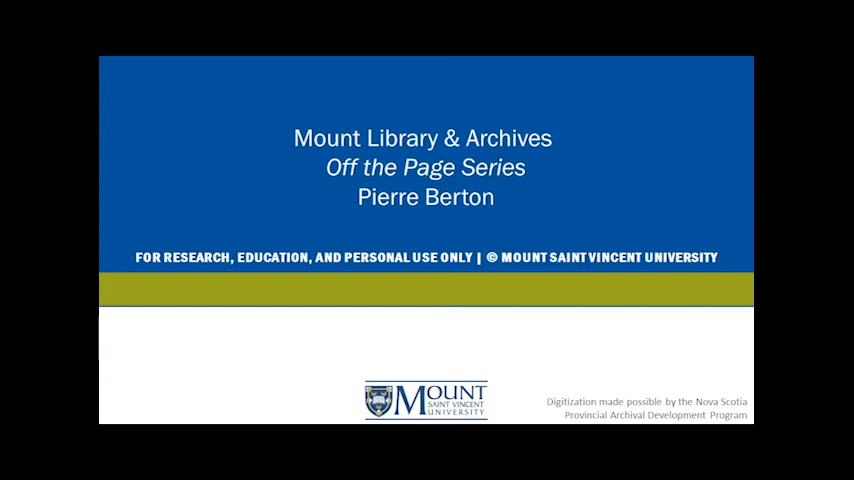 Mount Library & Archives
Off the Page Series
Pierre Berton
FOR RESEARCH, EDUCATION, AND PERSONAL USE ONLY | © MOUNT SAINT VINCENT UNIVERSITY
MOUNT
SAINT VINCENT
UNIVERSITY
Digitization made possible by the Nova Scotia
Provincial Archival Development Program